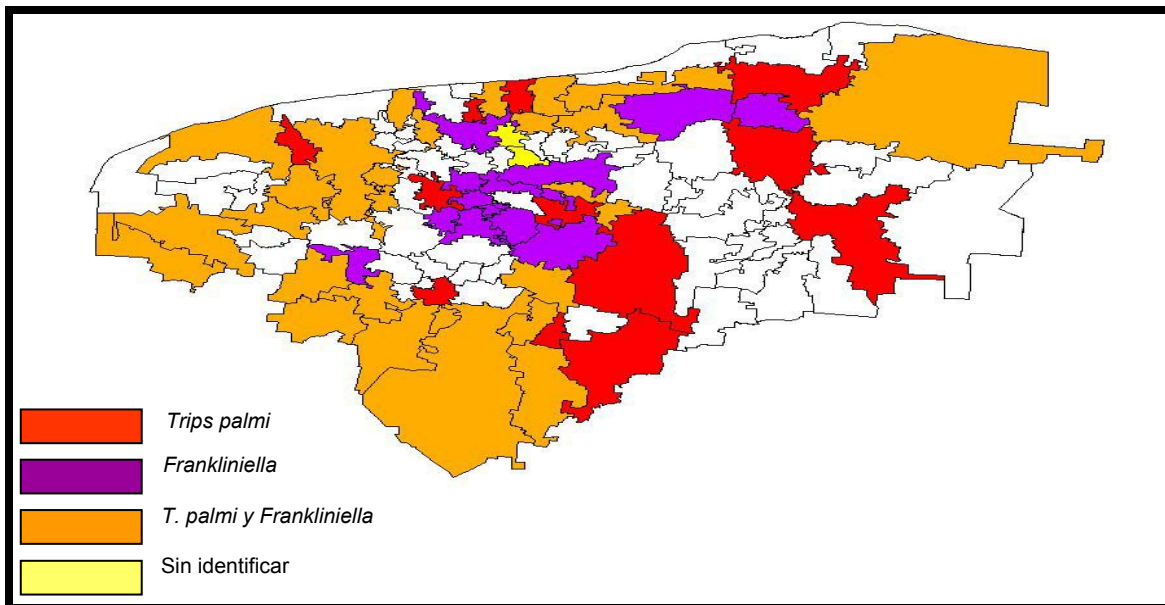 Trips palmi
Frankliniella
T. palmi y Frankliniella
Sin identificar